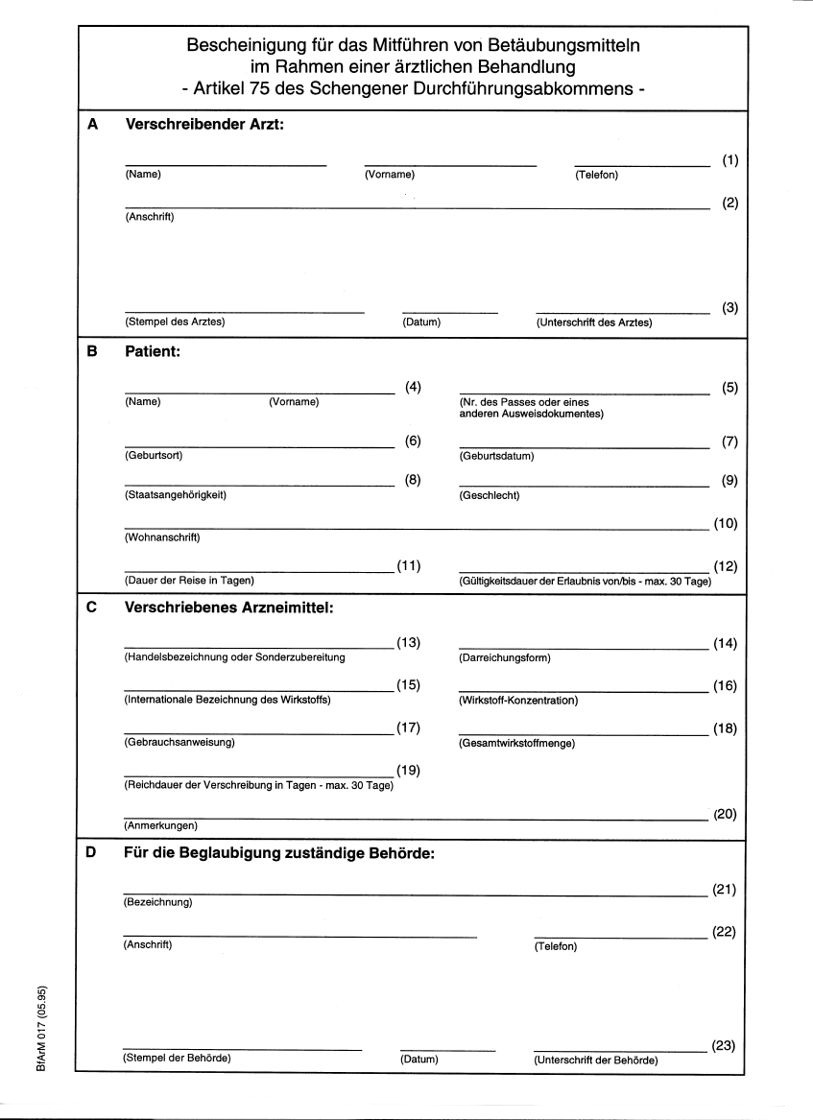 Bescheinigung für das Mitführen von Betäubungsmitteln
im Rahmen einer ärztlichen Behandlung
- Artikel 75 des Schengener Durchführungsabkommens -
A Verschreibender Arzt:
(1)
(Name) (Vorname) (Telefon)
(2)
(Anschrift)
(3)
(Stempel des Arztes) (Datum) (Unterschrift des Arztes)
B Patient:
(4) (5)
(Name) (Vorname) (Nr. des Passes oder eines
anderen Ausweisdokumentes)
(6) (7)
(Geburtsort) (Geburtsdatum)
(8) (9)
(Staatsangehörigkeit) (Geschlecht)
(10)
(Wohnanschrift)
(11) (12)
(Dauer der Reise in Tagen) (Gültigkeitsdauer der Erlaubnis von/bis - max. 30 Tage)
C Verschriebenes Arzneimittel:
(13) (14)
(Handelsbezeichnung oder Sonderzubereitung (Darreichungsform)
(15) (16)
(Internationale Bezeichnung des Wirkstoffs) (Wirkstoff-Konzentration)
(17) (18)
(Gebrauchsanweisung) (Gesamtwirkstoffmenge)
(19)
(Reichdauer der Verschreibung in Tagen - max. 30 Tage)
(20)
(Anmerkungen)
D Für die Beglaubigung zuständige Behörde:
(21)
(Bezeichnung)
(22)
(Anschrift) (Telefon)
(23)
(Stempel der Behörde) (Datum) (Unterschrift der Behörde)
BfArM 017 (05.95)